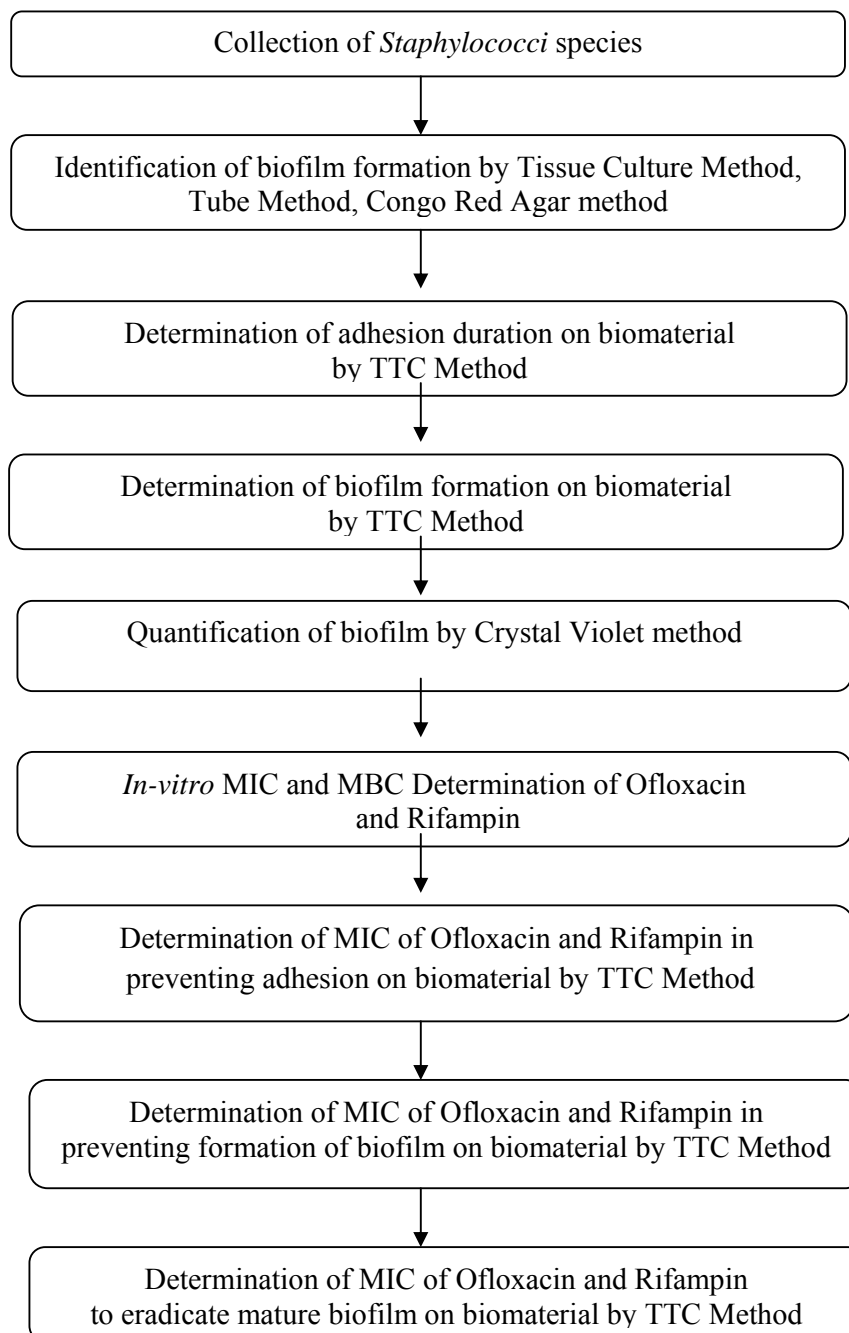 Collection of Staphylococci species
Identification of biofilm formation by Tissue Culture Method,
Tube Method, Congo Red Agar method
Determination of adhesion duration on biomaterial
by TTC Method
Determination of biofilm formation on biomaterial
by TTC Method
Quantification of biofilm by Crystal Violet method
In-vitro MIC and MBC Determination of Ofloxacin
and Rifampin
Determination of MIC of Ofloxacin and Rifampin in
preventing adhesion on biomaterial by TTC Method
Determination of MIC of Ofloxacin and Rifampin in
preventing formation of biofilm on biomaterial by TTC Method
Determination of MIC of Ofloxacin and Rifampin
to eradicate mature biofilm on biomaterial by TTC Method